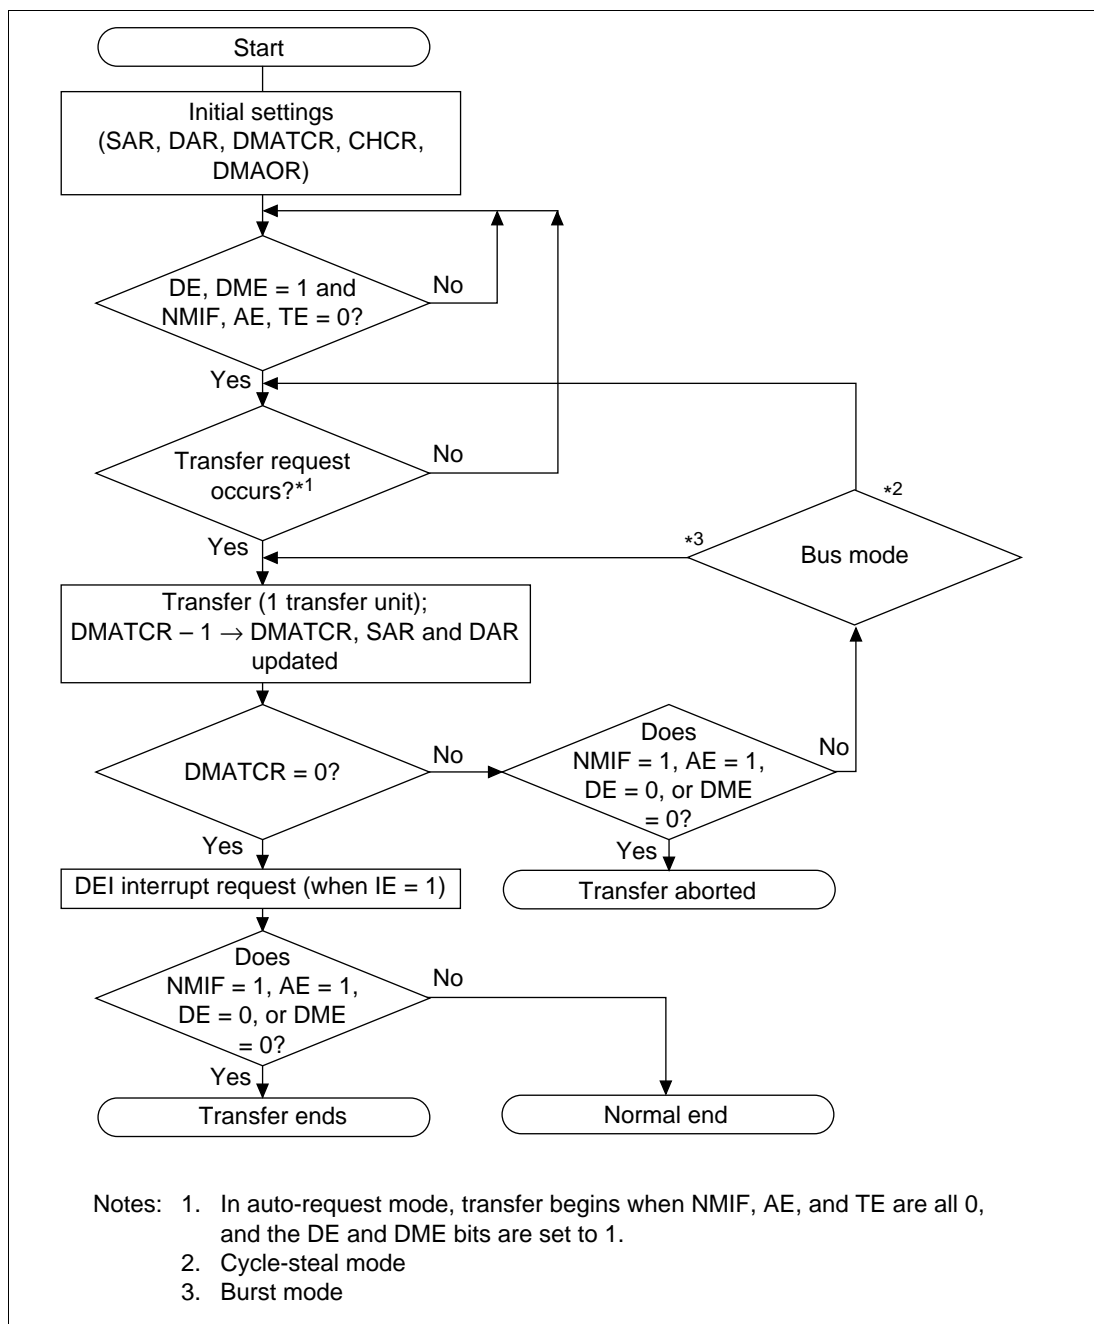 Start
Initial settings
(SAR, DAR, DMATCR, CHCR,
DMAOR)
DE, DME = 1 and
NMIF, AE, TE = 0?
No
Yes
Transfer request
occurs?*1
No
Yes
*2
*3
Bus mode
Transfer (1 transfer unit);
DMATCR – 1 → DMATCR, SAR and DAR
updated
DMATCR = 0?
No
Does
NMIF = 1, AE = 1,
DE = 0, or DME
= 0?
No
Yes
Yes
DEI interrupt request (when IE = 1)
Transfer aborted
Does
NMIF = 1, AE = 1,
DE = 0, or DME
= 0?
No
Yes
Transfer ends
Normal end
Notes: 1. In auto-request mode, transfer begins when NMIF, AE, and TE are all 0,
and the DE and DME bits are set to 1.
2. Cycle-steal mode
3. Burst mode